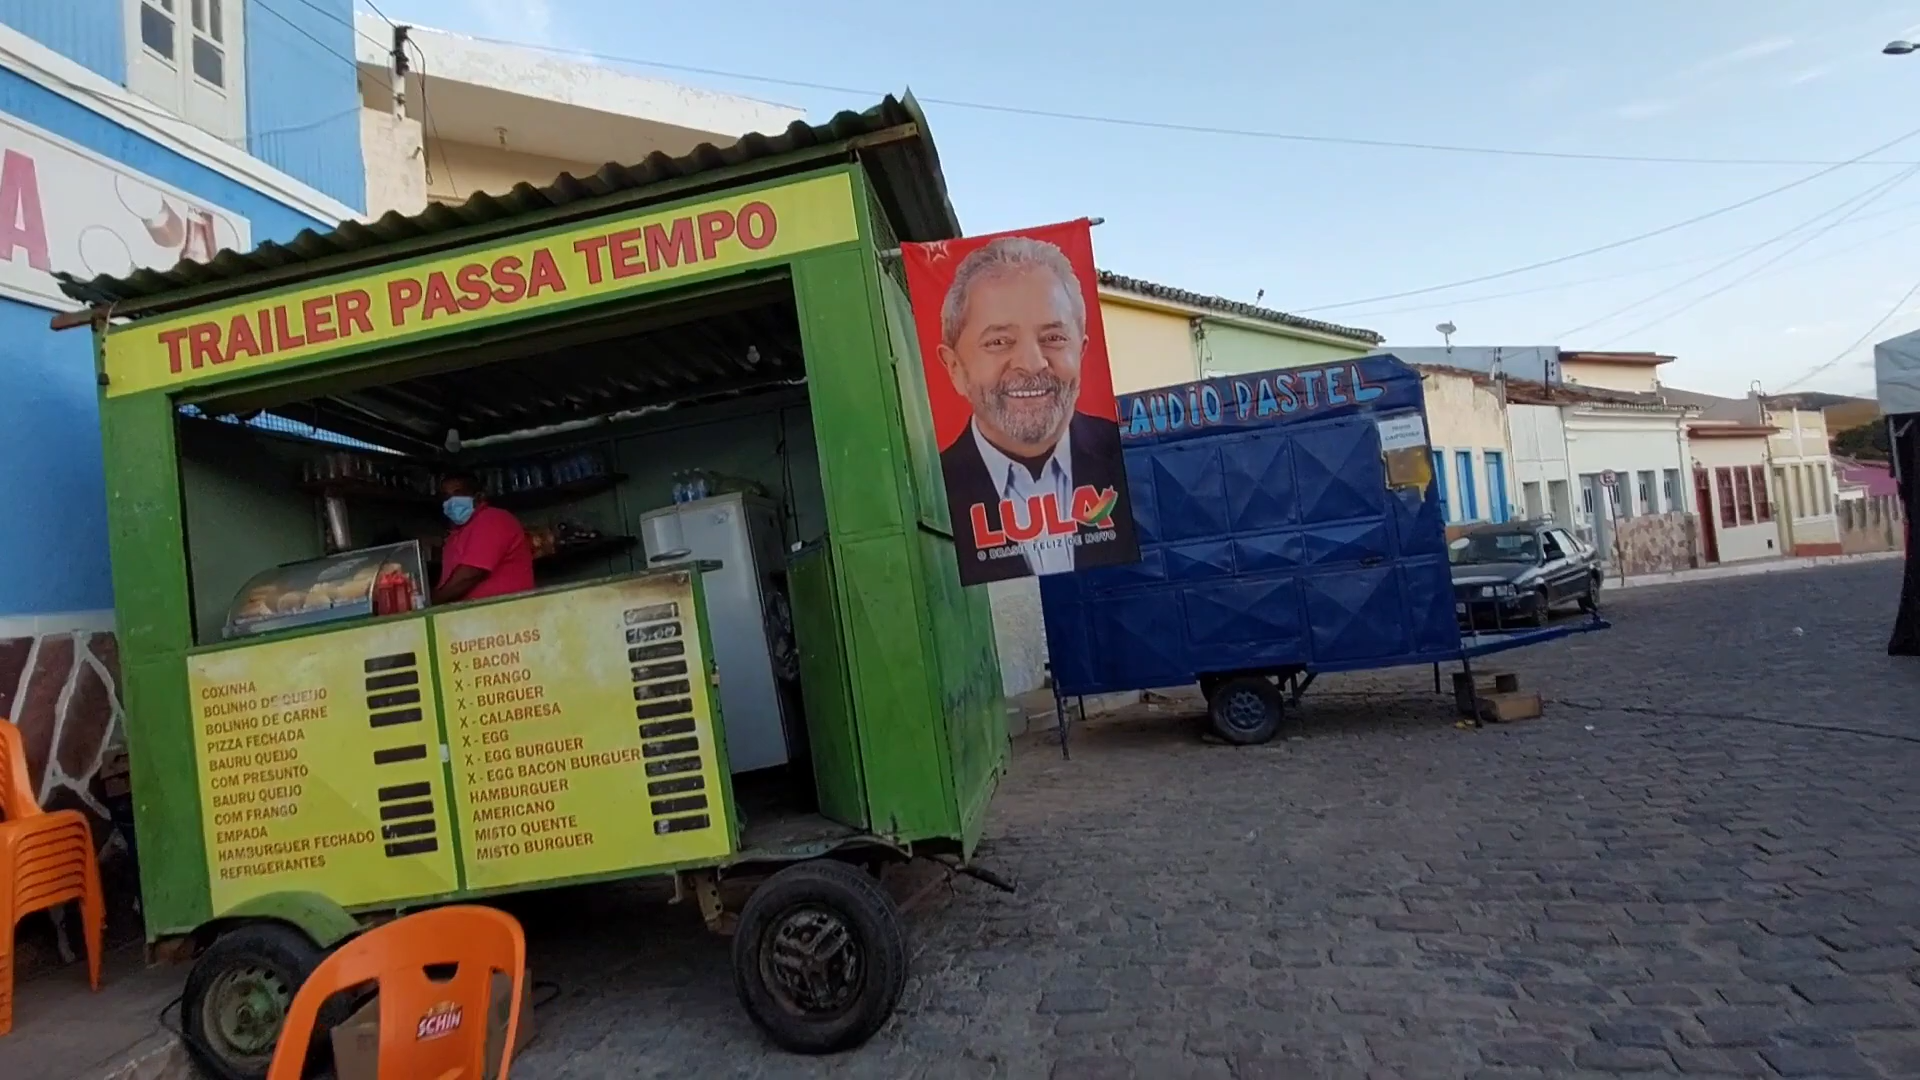 A
TRAILER PASSA TEMPO
LULA
O BRASIL FELIZ DE NOVO
LAUDIO PASTEL
COXINHA
BOLINHO DE QUEIJO
BOLINHO DE CARNE
PIZZA FECHADA
BAURU QUEIJO
COM PRESUNTO
BAURU QUEIJO
COM FRANGO
EMPADA
HAMBURGUER FECHADO
REFRIGERANTES
SUPERGLASS
X - BACON
X - FRANGO
X - BURGUER
X - CALABRESA
X - EGG
X - EGG BURGUER
X - EGG BACON BURGUER
HAMBURGUER
AMERICANO
MISTO QUENTE
MISTO BURGUER
SCHIN